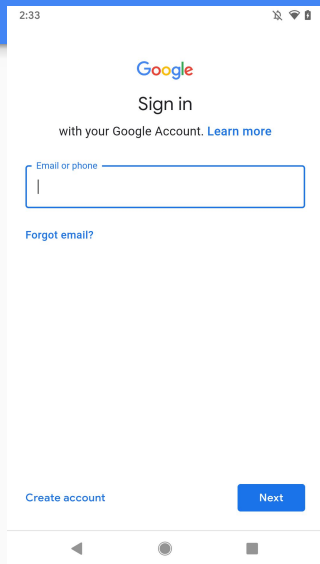 2:33
Google
Sign in
with your Google Account. Learn more
Email or phone
Forgot email?
Create account
Next